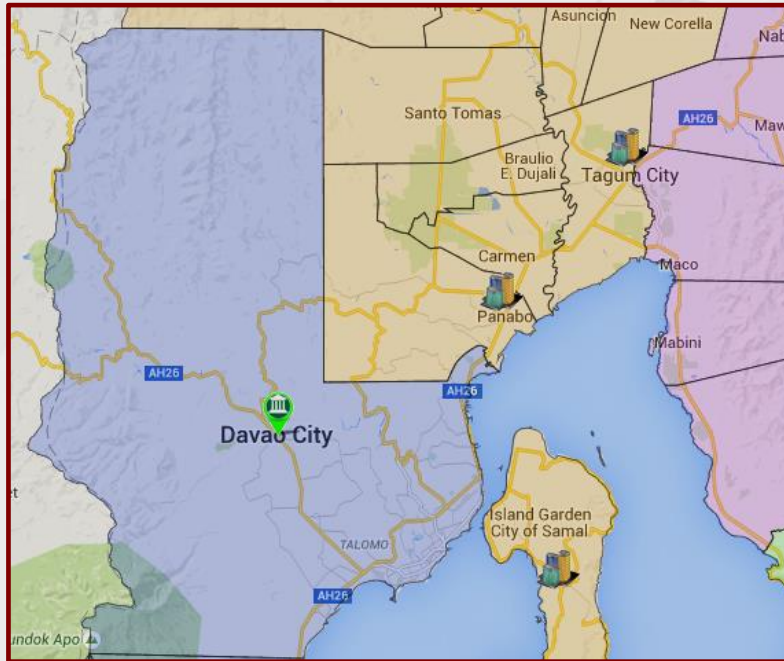 Asuncion
New Corella
Nab
Santo Tomas
AH26
Maw
Braulio
E. Dujali
Tagum City
Carmen
Maco
Panabo
Mabini
AH26
AH26
Davao City
et
Island Garden
City of Samal
TALOMO
AH26
undok Apo